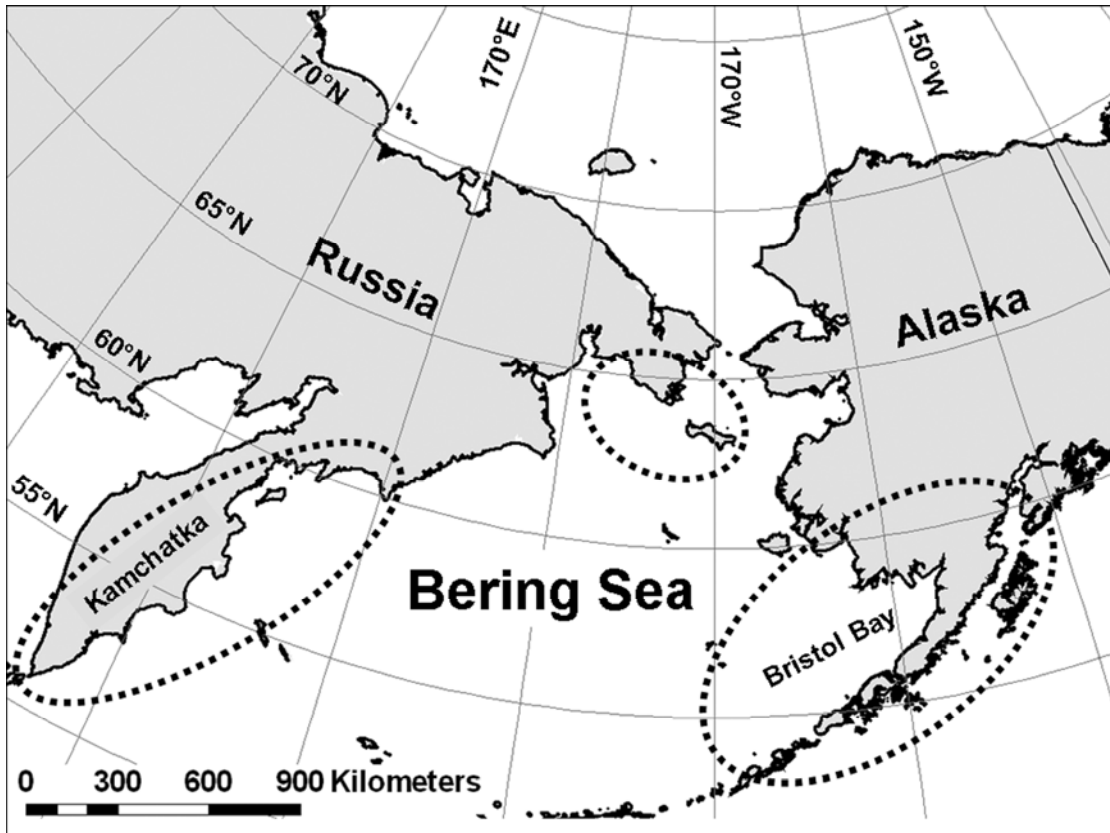 170°E
170°W
150°W
70°N
65°N
60°N
55°N
Russia
Alaska
Kamchatka
Bering Sea
Bristol Bay
0 300 600 900 Kilometers